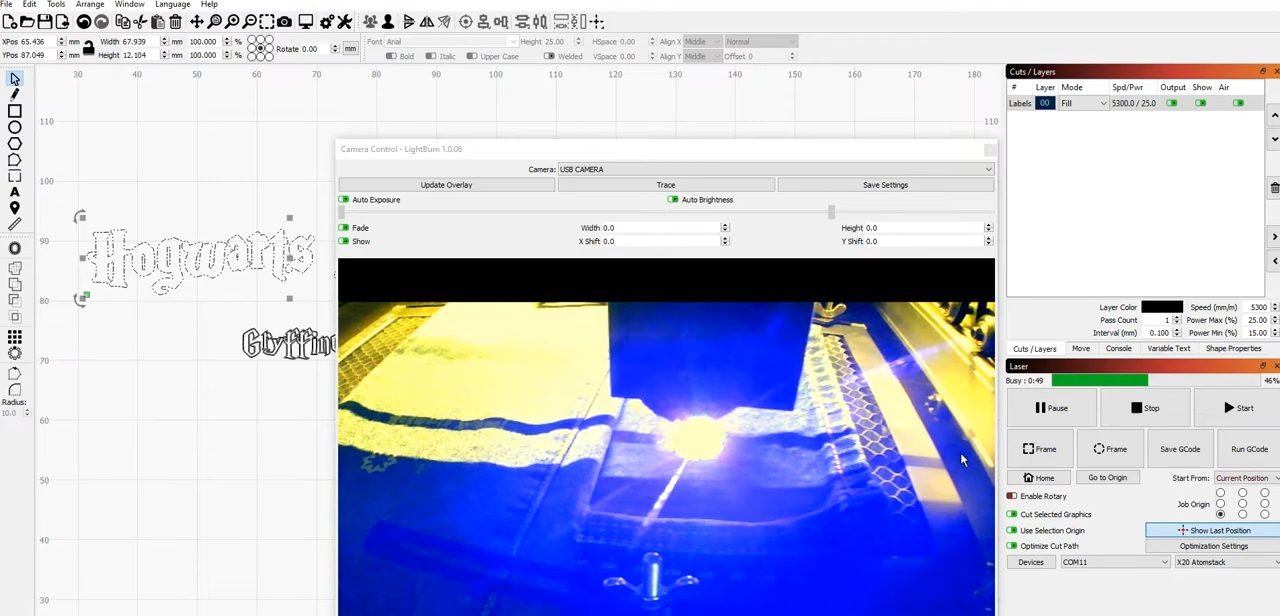 File Edit Tools Arrange Window Language Help
XPos 65.436 mm Width 67.939 mm 100.000 %
YPos 87.049 mm Height 12.104 mm 100.000 %
Rotate 0.00 mm
Font Arial Height 25.00 HSpace 0.00 Align X Middle Normal
Bold Italic Upper Case Welded VSpace 0.00 Align Y Middle Offset 0
30 40 50 60 70 80 90 100 110 120 130 140 150 160 170 180
110 110
100
90
80
70
60
50
40
30
Radius:
10.0
Hogwarts
Camera Control - LightBurn 1.0.06
Camera: USB CAMERA
Update Overlay Trace Save Settings
Auto Exposure Auto Brightness
Fade Width 0.0 Height 0.0
Show X Shift 0.0 Y Shift 0.0
Cuts / Layers
# Layer Mode Spd/Pwr Output Show Air
Labels 00 Fill 5300.0 / 25.0
Layer Color Speed (mm/m) 5300
Pass Count 1 Power Max (%) 25.00
Interval (mm) 0.100 Power Min (%) 15.00
Cuts / Layers Move Console Variable Text Shape Properties
Laser
Busy : 0:49 46%
Pause Stop Start
Frame Frame Save GCode Run GCode
Home Go to Origin Start From: Current Position
Enable Rotary
Job Origin
Cut Selected Graphics
Use Selection Origin Show Last Position
Optimize Cut Path Optimization Settings
Devices COM11 X20 Atomstack